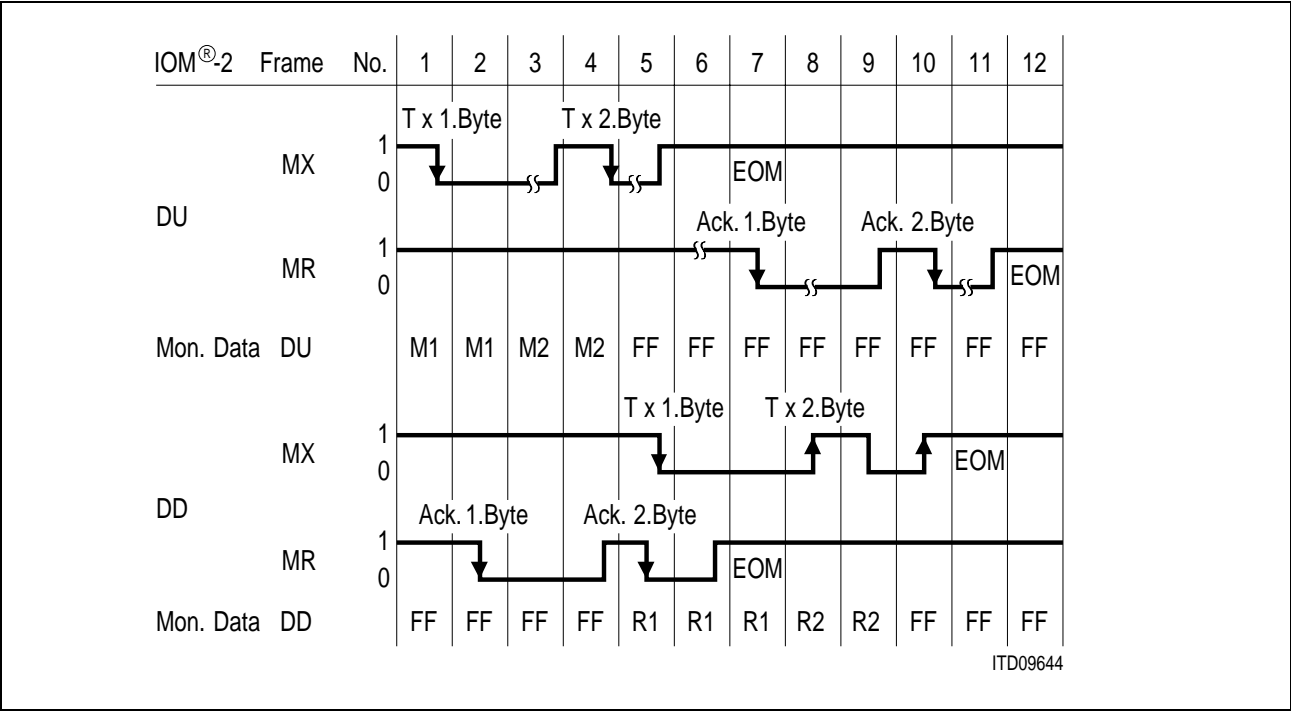 IOM®-2 Frame No. 1 2 3 4 5 6 7 8 9 10 11 12
T x 1.Byte T x 2.Byte
1
MX
0
EOM
DU
Ack. 1.Byte Ack. 2.Byte
1
MR
0
EOM
Mon. Data DU M1 M1 M2 M2 FF FF FF FF FF FF FF FF
T x 1.Byte T x 2.Byte
1
MX
0
EOM
DD
Ack. 1.Byte Ack. 2.Byte
1
MR
0
EOM
Mon. Data DD FF FF FF FF R1 R1 R1 R2 R2 FF FF FF
ITD09644